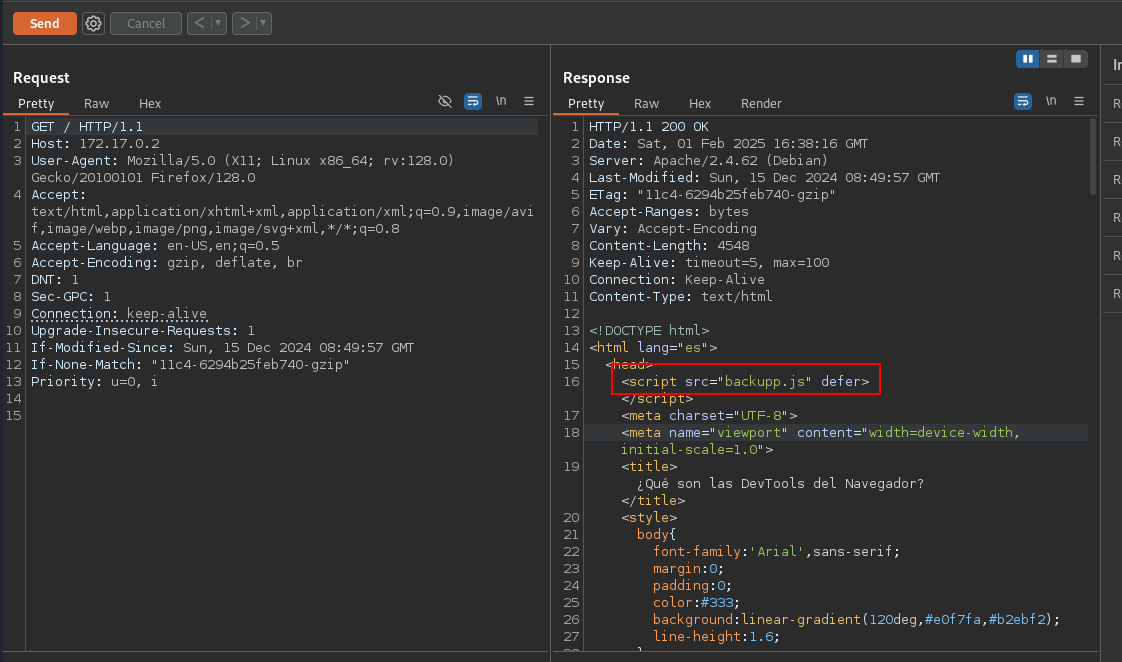 Send Cancel < ▾ > ▾
Request
Pretty Raw Hex \n
1 GET / HTTP/1.1
2 Host: 172.17.0.2
3 User-Agent: Mozilla/5.0 (X11; Linux x86_64; rv:128.0)
Gecko/20100101 Firefox/128.0
4 Accept:
text/html,application/xhtml+xml,application/xml;q=0.9,image/avi
f,image/webp,image/png,image/svg+xml,*/*;q=0.8
5 Accept-Language: en-US,en;q=0.5
6 Accept-Encoding: gzip, deflate, br
7 DNT: 1
8 Sec-GPC: 1
9 Connection: keep-alive
10 Upgrade-Insecure-Requests: 1
11 If-Modified-Since: Sun, 15 Dec 2024 08:49:57 GMT
12 If-None-Match: "11c4-6294b25feb740-gzip"
13 Priority: u=0, i
14
15
Response
Pretty Raw Hex Render \n
1 HTTP/1.1 200 OK
2 Date: Sat, 01 Feb 2025 16:38:16 GMT
3 Server: Apache/2.4.62 (Debian)
4 Last-Modified: Sun, 15 Dec 2024 08:49:57 GMT
5 ETag: "11c4-6294b25feb740-gzip"
6 Accept-Ranges: bytes
7 Vary: Accept-Encoding
8 Content-Length: 4548
9 Keep-Alive: timeout=5, max=100
10 Connection: Keep-Alive
11 Content-Type: text/html
12
13 <!DOCTYPE html>
14 <html lang="es">
15 <head>
16 <script src="backupp.js" defer>
</script>
17 <meta charset="UTF-8">
18 <meta name="viewport" content="width=device-width,
initial-scale=1.0">
19 <title>
¿Qué son las DevTools del Navegador?
</title>
20 <style>
21 body{
22 font-family:'Arial',sans-serif;
23 margin:0;
24 padding:0;
25 color:#333;
26 background:linear-gradient(120deg,#e0f7fa,#b2ebf2);
27 line-height:1.6;